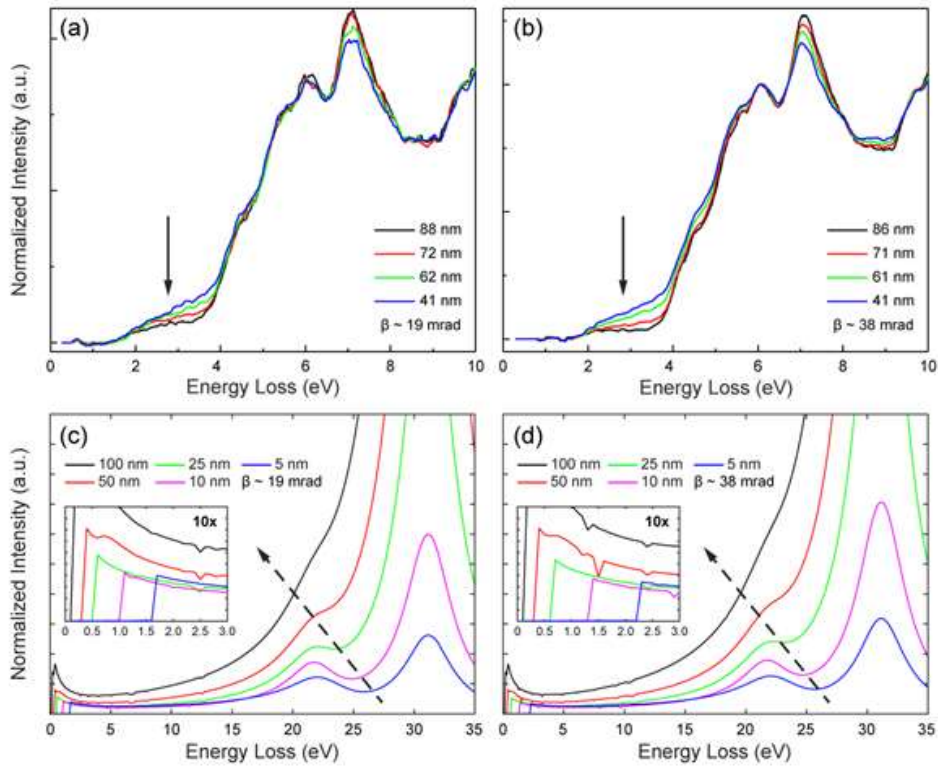 (a)
88 nm
72 nm
62 nm
41 nm
β ~ 19 mrad
Normalized Intensity (a.u.)
0 2 4 6 8 10
Energy Loss (eV)
(b)
86 nm
71 nm
61 nm
41 nm
β ~ 38 mrad
Normalized Intensity (a.u.)
0 2 4 6 8 10
Energy Loss (eV)
(c)
100 nm 25 nm 5 nm
50 nm 10 nm β ~ 19 mrad
10x
0 0.5 1.0 1.5 2.0 2.5 3.0
Normalized Intensity (a.u.)
0 5 10 15 20 25 30 35
Energy Loss (eV)
(d)
100 nm 25 nm 5 nm
50 nm 10 nm β ~ 38 mrad
10x
0 0.5 1.0 1.5 2.0 2.5 3.0
Normalized Intensity (a.u.)
0 5 10 15 20 25 30 35
Energy Loss (eV)